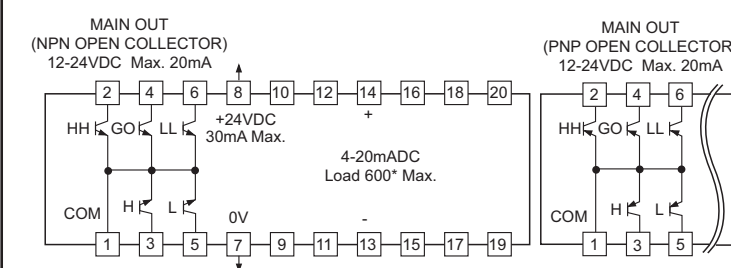 MAIN OUT
(NPN OPEN COLLECTOR)
12-24VDC Max. 20mA
2 4 6 8 10 12 14 16 18 20
HH GO LL +24VDC +
30mA Max.
4-20mADC
Load 600* Max.
COM H L 0V -
1 3 5 7 9 11 13 15 17 19
MAIN OUT
(PNP OPEN COLLECTOR
12-24VDC Max. 20mA
2 4 6
HH GO LL
COM H L
1 3 5